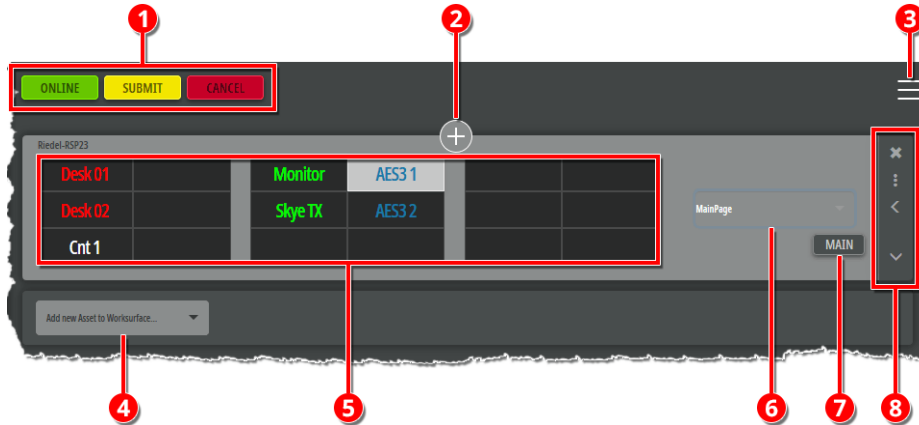 1 2 3
ONLINE SUBMIT CANCEL
Riedel-RSP23
Desk 01 Monitor AES3 1
Desk 02 Skye TX AES3 2
MainPage
Cnt 1
MAIN
Add new Asset to Worksurface...
4 5 6 7 8